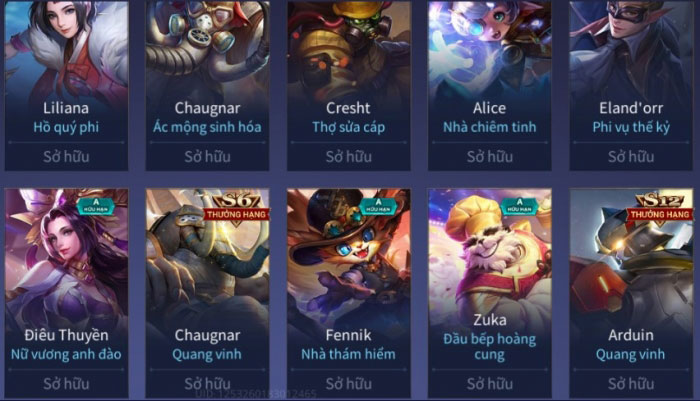 Liliana
Hồ quý phi
Sở hữu
Chaugnar
Ác mộng sinh hóa
Sở hữu
Cresht
Thợ sửa cáp
Sở hữu
Alice
Nhà chiêm tinh
Sở hữu
Eland'orr
Phi vụ thế kỷ
Sở hữu
A
HỮU HẠN
Điêu Thuyền
Nữ vương anh đào
Sở hữu
S6
THƯỞNG HẠNG
Chaugnar
Quang vinh
Sở hữu
A
HỮU HẠN
Fennik
Nhà thám hiểm
Sở hữu
A
HỮU HẠN
Zuka
Đầu bếp hoàng
cung
Sở hữu
S12
THƯỞNG HẠNG
Arduin
Quang vinh
Sở hữu